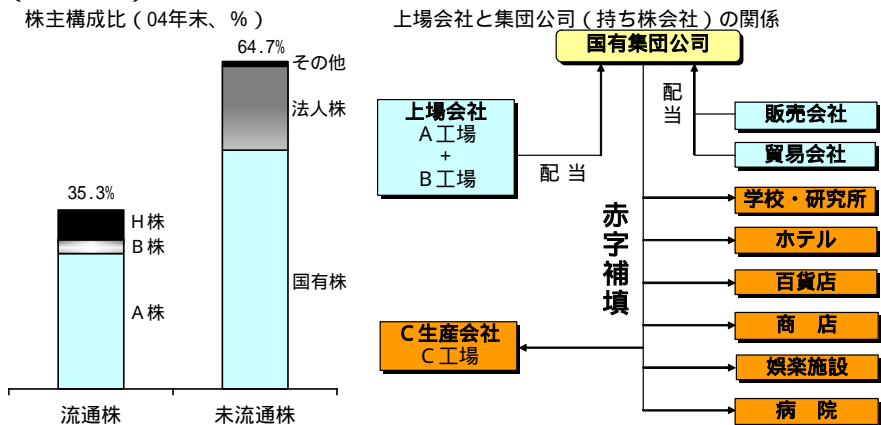 株主構成比(04年末、%)
64.7%
その他
法人株
35.3%
H株
B株
国有株
A株
流通株
未流通株
上場会社と集団公司(持ち株会社)の関係
国有集団公司
上場会社
A工場
+
B工場
配当
配当
販売会社
貿易会社
学校・研究所
ホテル
百貨店
商 店
娯楽施設
病 院
赤字補填
C生産会社
C工場